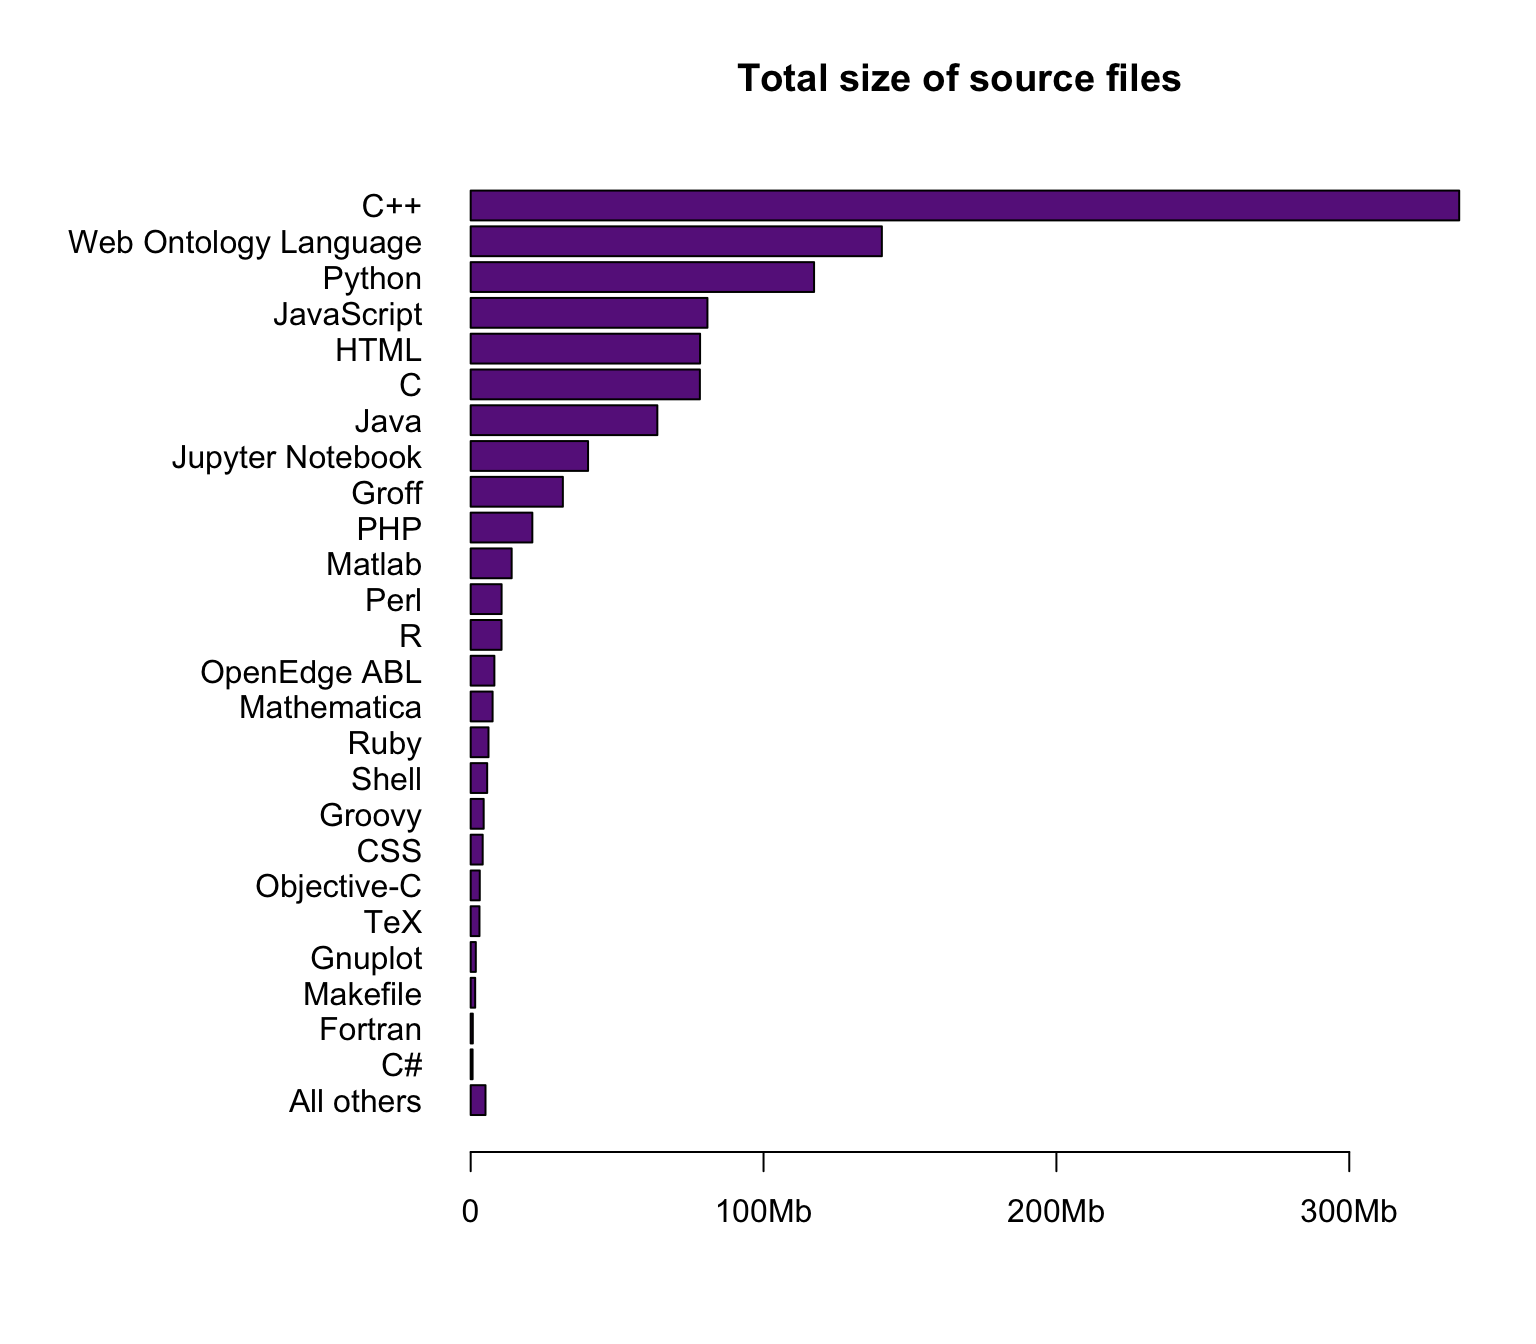 Total size of source files
C++
Web Ontology Language
Python
JavaScript
HTML
C
Java
Jupyter Notebook
Groff
PHP
Matlab
Perl
R
OpenEdge ABL
Mathematica
Ruby
Shell
Groovy
CSS
Objective-C
TeX
Gnuplot
Makefile
Fortran
C#
All others
0 100Mb 200Mb 300Mb